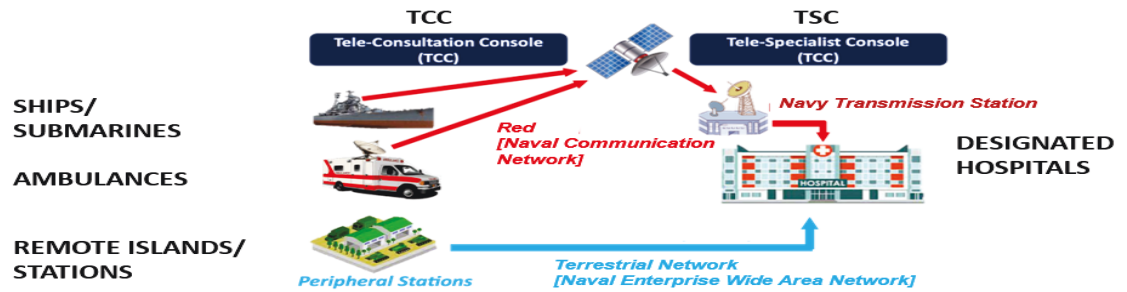 TCC
TSC
Tele-Consultation Console
(TCC)
Tele-Specialist Console
(TCC)
SHIPS/
SUBMARINES
Navy Transmission Station
Red
[Naval Communication
Network]
DESIGNATED
HOSPITALS
HOSPITAL
AMBULANCES
REMOTE ISLANDS/
STATIONS
Peripheral Stations
Terrestrial Network
[Naval Enterprise Wide Area Network]